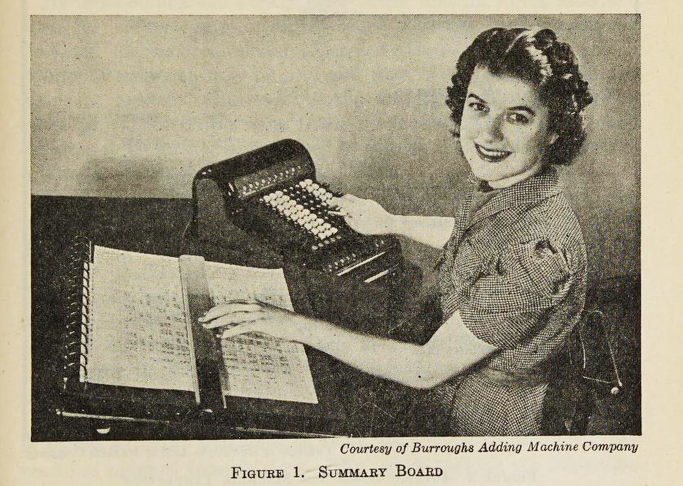 Courtesy of Burroughs Adding Machine Company
FIGURE 1. SUMMARY BOARD